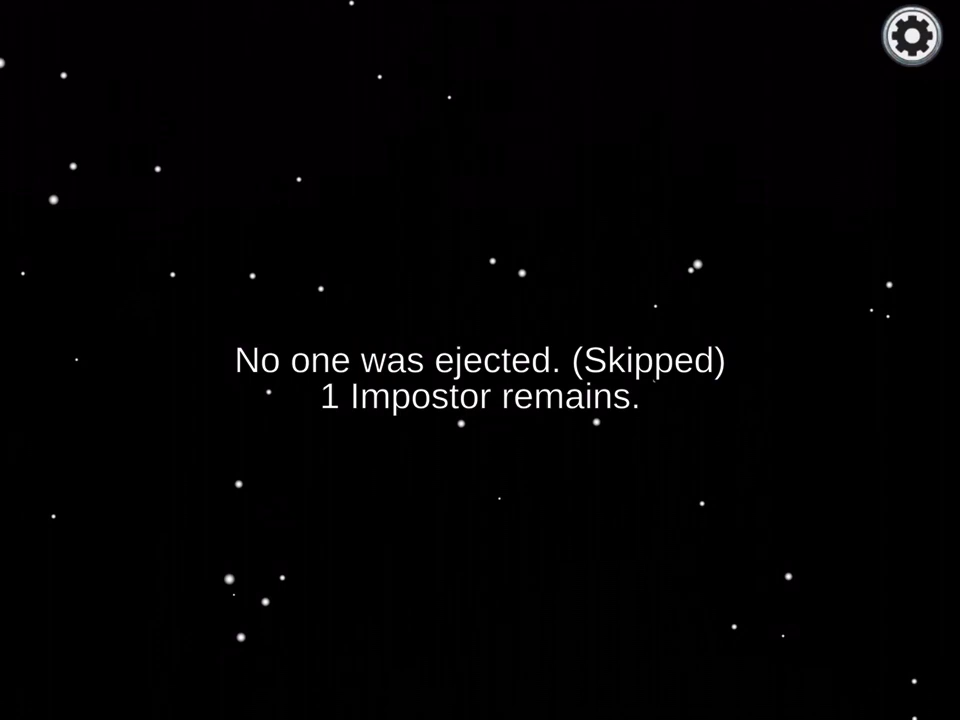 No one was ejected. (Skipped)
1 Impostor remains.